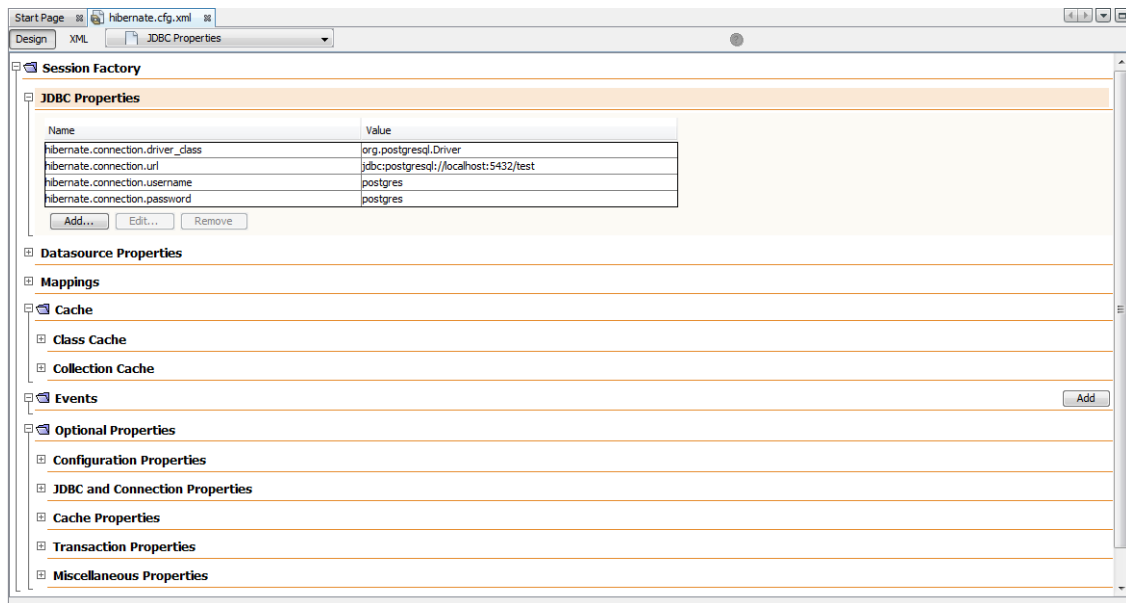 Start Page hibernate.cfg.xml
Design XML JDBC Properties
Session Factory
JDBC Properties
Name Value
hibernate.connection.driver_class org.postgresql.Driver
hibernate.connection.url jdbc:postgresql://localhost:5432/test
hibernate.connection.username postgres
hibernate.connection.password postgres
Add... Edit... Remove
Datasource Properties
Mappings
Cache
Class Cache
Collection Cache
Events Add
Optional Properties
Configuration Properties
JDBC and Connection Properties
Cache Properties
Transaction Properties
Miscellaneous Properties